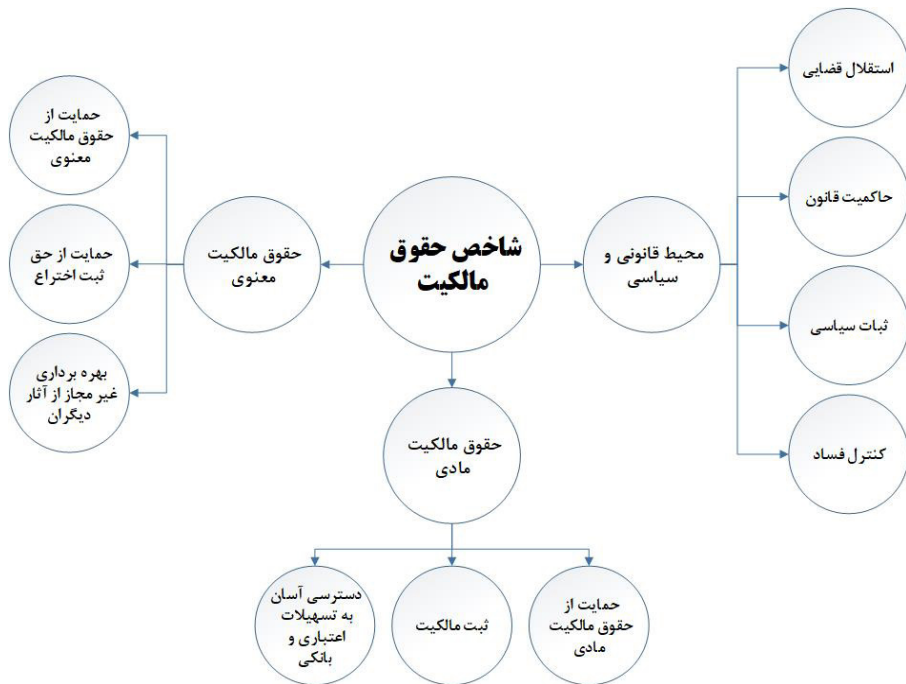 شاخص حقوق
مالکیت
محیط قانونی و
سیاسی
استقلال قضایی
حاکمیت قانون
ثبات سیاسی
کنترل فساد
حقوق مالکیت
مادی
حمایت از
حقوق مالکیت
مادی
ثبت مالکیت
دسترسی آسان
به تسهیلات
اعتباری و
بانکی
حقوق مالکیت
معنوی
حمایت از
حقوق مالکیت
معنوی
حمایت از حق
ثبت اختراع
بهره برداری
غیر مجاز از آثار
دیگران